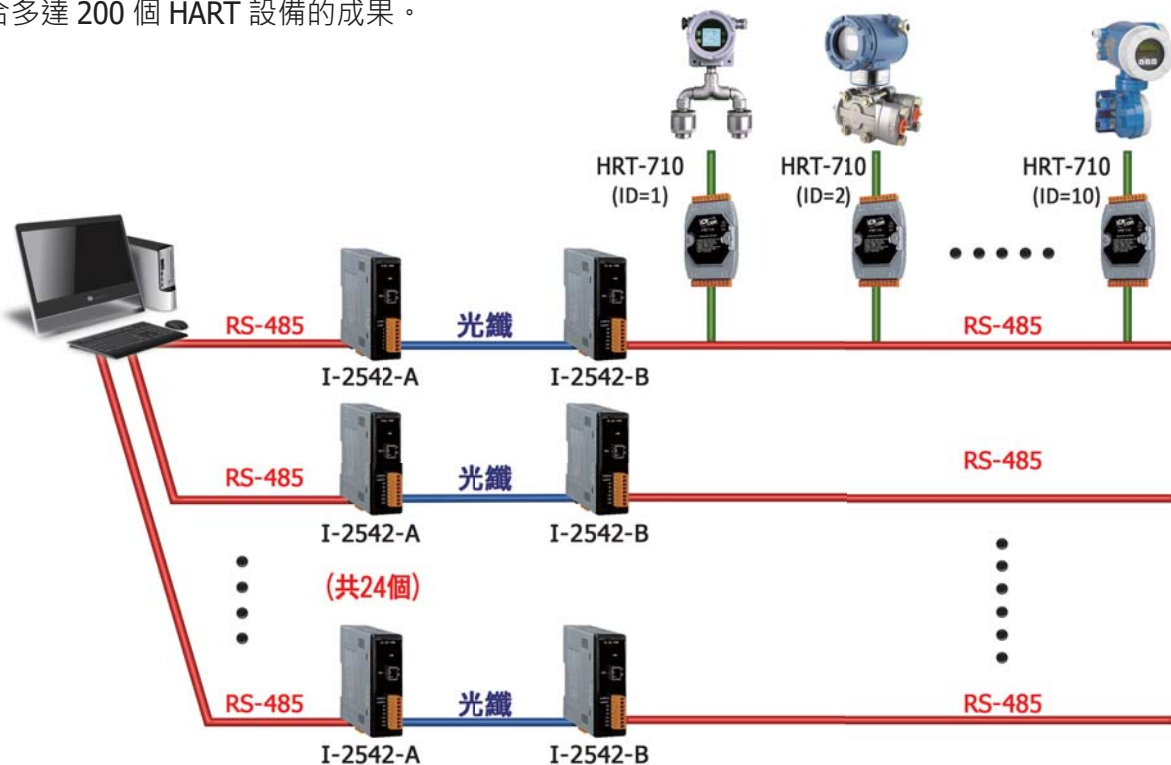 合多達 200 個 HART 設備的成果。
HRT-710
(ID=1)
HRT-710
(ID=2)
HRT-710
(ID=10)
RS-485
光纖
RS-485
I-2542-A
I-2542-B
RS-485
光纖
RS-485
I-2542-A
I-2542-B
(共24個)
RS-485
光纖
RS-485
I-2542-A
I-2542-B